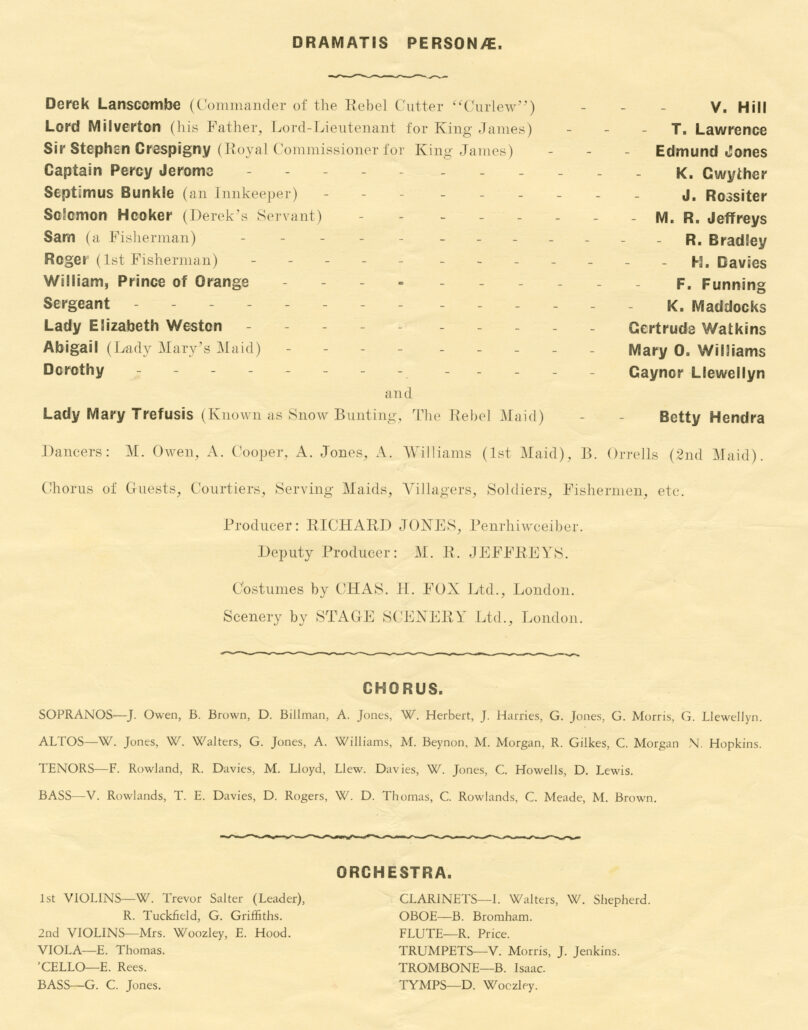 DRAMATIS PERSONÆ.
Derek Lanscombe (Commander of the Rebel Cutter “Curlew”) - - - V. Hill
Lord Milverton (his Father, Lord-Lieutenant for King James) - - - T. Lawrence
Sir Stephen Crespigny (Royal Commissioner for King James) - - - Edmund Jones
Captain Percy Jerome - - - - - - - - - - - K. Gwyther
Septimus Bunkle (an Innkeeper) - - - - - - - - - J. Rossiter
Solomon Hooker (Derek's Servant) - - - - - - - - M. R. Jeffreys
Sam (a Fisherman) - - - - - - - - - - - - R. Bradley
Roger (1st Fisherman) - - - - - - - - - - - - H. Davies
William, Prince of Orange - - - - - - - - - - F. Funning
Sergeant - - - - - - - - - - - - - - K. Maddocks
Lady Elizabeth Weston - - - - - - - - - - Gertrude Watkins
Abigail (Lady Mary's Maid) - - - - - - - - - Mary O. Williams
Dorothy - - - - - - - - - - - - - Gaynor Llewellyn
and
Lady Mary Trefusis (Known as Snow Bunting, The Rebel Maid) - - Betty Hendra
Dancers: M. Owen, A. Cooper, A. Jones, A. Williams (1st Maid), B. Orrells (2nd Maid).
Chorus of Guests, Courtiers, Serving Maids, Villagers, Soldiers, Fishermen, etc.
Producer: RICHARD JONES, Penrhiwceiber.
Deputy Producer: M. R. JEFFREYS.
Costumes by CHAS. H. FOX Ltd., London.
Scenery by STAGE SCENERY Ltd., London.
CHORUS.
SOPRANOS—J. Owen, B. Brown, D. Billman, A. Jones, W. Herbert, J. Harries, G. Jones, G. Morris, G. Llewellyn.
ALTOS—W. Jones, W. Walters, G. Jones, A. Williams, M. Beynon, M. Morgan, R. Gilkes, C. Morgan N. Hopkins.
TENORS—F. Rowland, R. Davies, M. Lloyd, Llew. Davies, W. Jones, C. Howells, D. Lewis.
BASS—V. Rowlands, T. E. Davies, D. Rogers, W. D. Thomas, C. Rowlands, C. Meade, M. Brown.
ORCHESTRA.
1st VIOLINS—W. Trevor Salter (Leader),
R. Tuckfield, G. Griffiths.
2nd VIOLINS—Mrs. Woozley, E. Hood.
VIOLA—E. Thomas.
'CELLO—E. Rees.
BASS—G. C. Jones.
CLARINETS—I. Walters, W. Shepherd.
OBOE—B. Bromham.
FLUTE—R. Price.
TRUMPETS—V. Morris, J. Jenkins.
TROMBONE—B. Isaac.
TYMPS—D. Woozley.